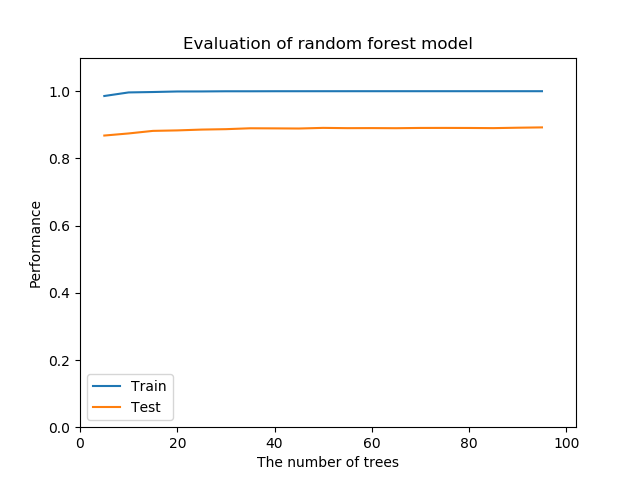 Evaluation of random forest model
1.0
0.8
0.6
0.4
0.2
0.0
Performance
Train
Test
0 20 40 60 80 100
The number of trees